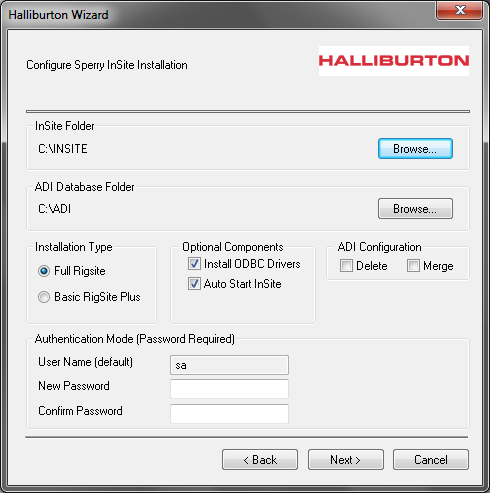 Halliburton Wizard
Configure Sperry InSite Installation
HALLIBURTON
InSite Folder
C:\INSITE
Browse...
ADI Database Folder
C:\ADI
Browse...
Installation Type
Full Rigsite
Basic RigSite Plus
Optional Components
Install ODBC Drivers
Auto Start InSite
ADI Configuration
Delete
Merge
Authentication Mode (Password Required)
User Name (default)
sa
New Password
Confirm Password
< Back
Next >
Cancel